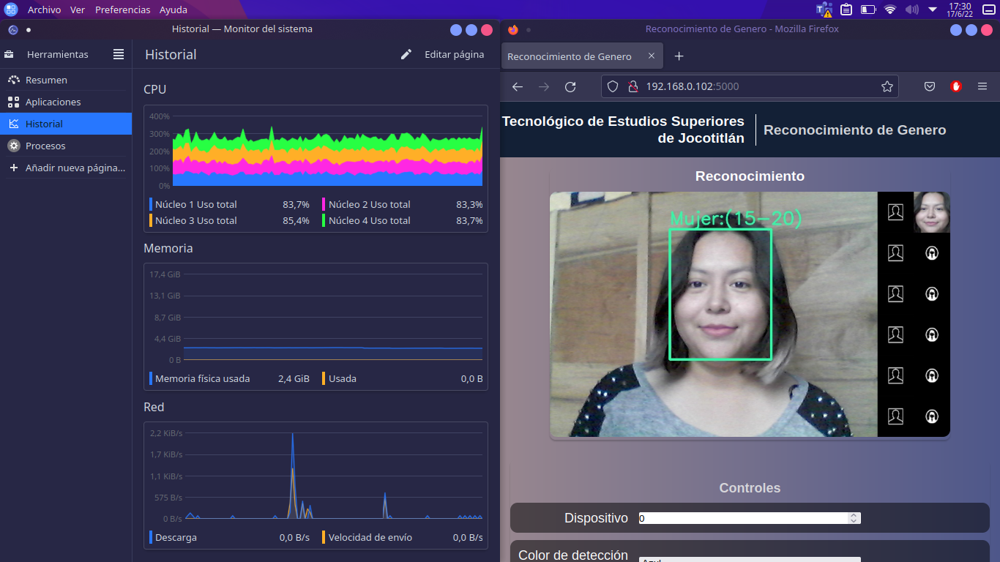 Archivo Ver Preferencias Ayuda
17:30
17/6/22
Historial — Monitor del sistema
Herramientas
Historial
Editar página
Resumen
Aplicaciones
Historial
Procesos
Añadir nueva página...
CPU
400%
300%
200%
100%
0%
Núcleo 1 Uso total 83,7% Núcleo 2 Uso total 83,3%
Núcleo 3 Uso total 85,4% Núcleo 4 Uso total 83,7%
Memoria
17,4 GiB
13,1 GiB
8,7 GiB
4,4 GiB
0 B
Memoria física usada 2,4 GiB Usada 0,0 B
Red
2,2 KiB/s
1,7 KiB/s
1,1 KiB/s
575 B/s
0 B/s
Descarga 0,0 B/s Velocidad de envío 0,0 B/s
Reconocimiento de Genero - Mozilla Firefox
Reconocimiento de Genero
192.168.0.102:5000
Tecnológico de Estudios Superiores
de Jocotitlán
Reconocimiento de Genero
Reconocimiento
Mujer:(15-20)
Controles
Dispositivo 0
Color de detección